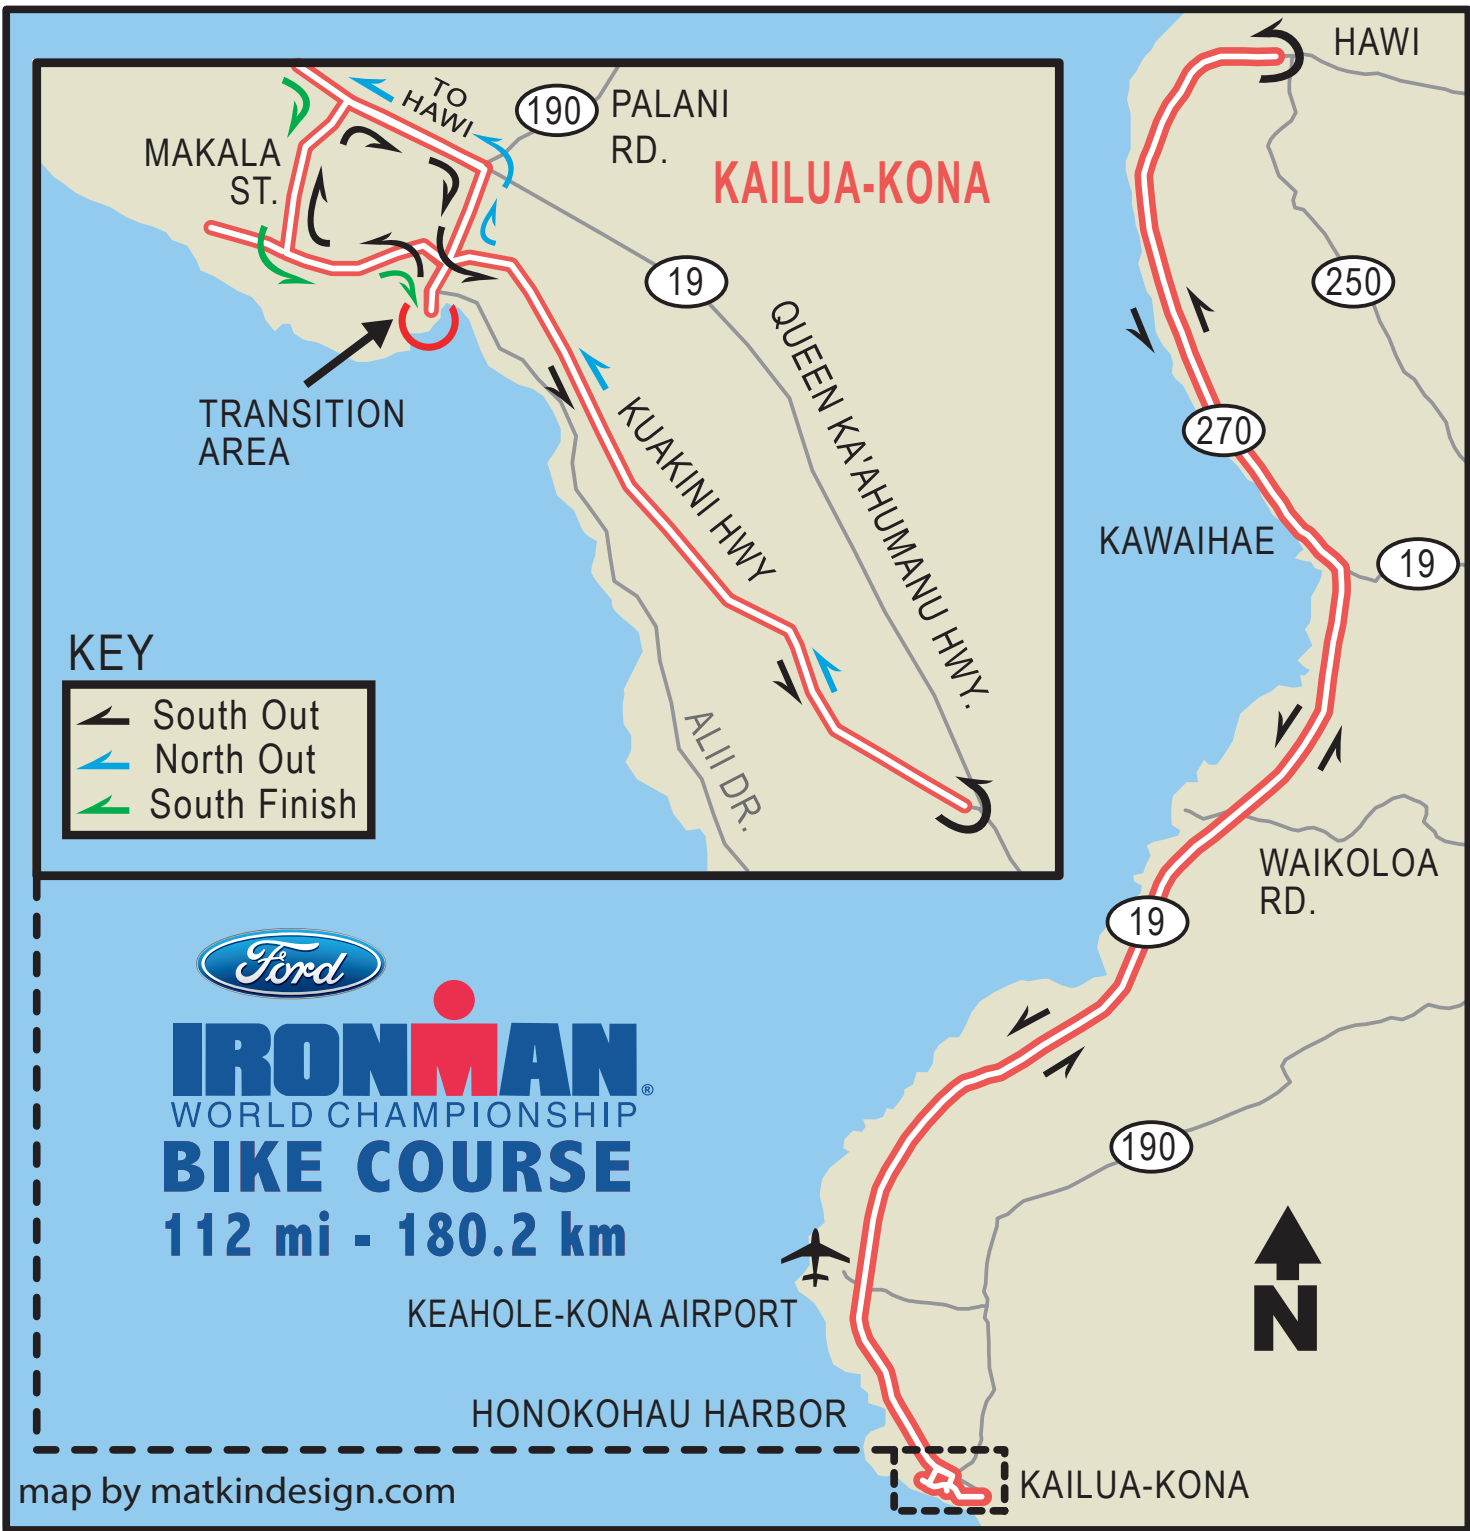 HAWI
TO
HAWI
190
PALANI
RD.
MAKALA
ST.
KAILUA-KONA
19
250
QUEEN KA'AHUMANU HWY.
TRANSITION
AREA
KUAKINI HWY
270
KAWAIHAE
19
KEY
South Out
North Out
South Finish
ALII DR.
WAIKOLOA
RD.
19
Ford
IRONMAN®
WORLD CHAMPIONSHIP
BIKE COURSE
112 mi - 180.2 km
190
KEAHOLE-KONA AIRPORT
N
HONOKOHAU HARBOR
KAILUA-KONA
map by matkindesign.com